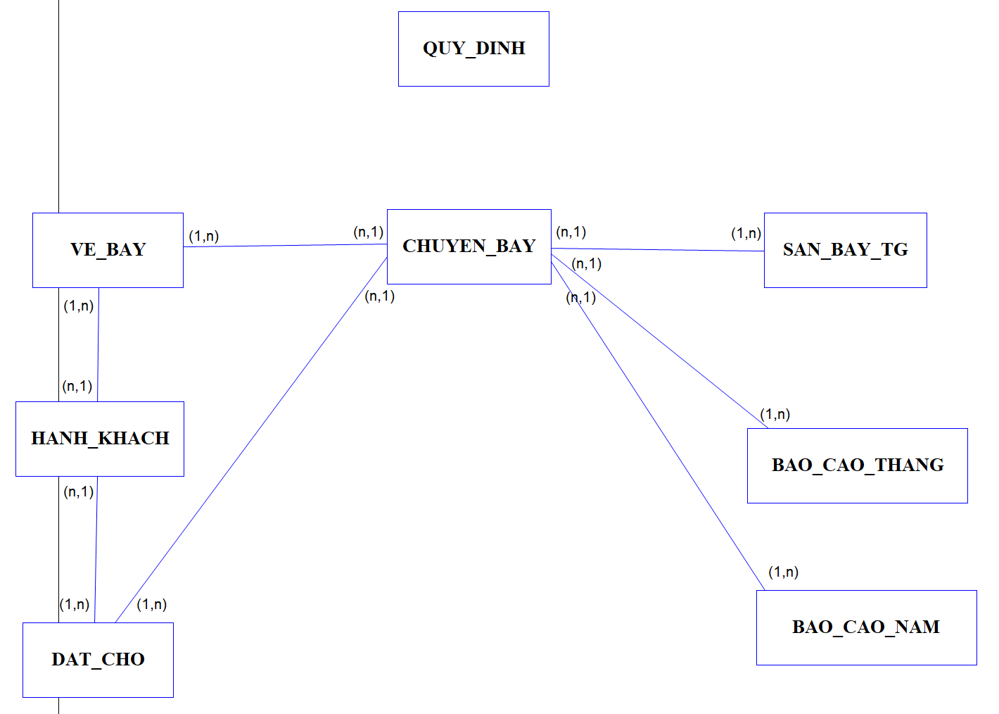 QUY_DINH
VE_BAY
(1,n)
(n,1)
CHUYEN_BAY
(n,1)
(1,n)
SAN_BAY_TG
(n,1)
(n,1)
(n,1)
(1,n)
(n,1)
HANH_KHACH
(n,1)
(1,n)
BAO_CAO_THANG
(1,n)
BAO_CAO_NAM
(1,n)
(1,n)
DAT_CHO